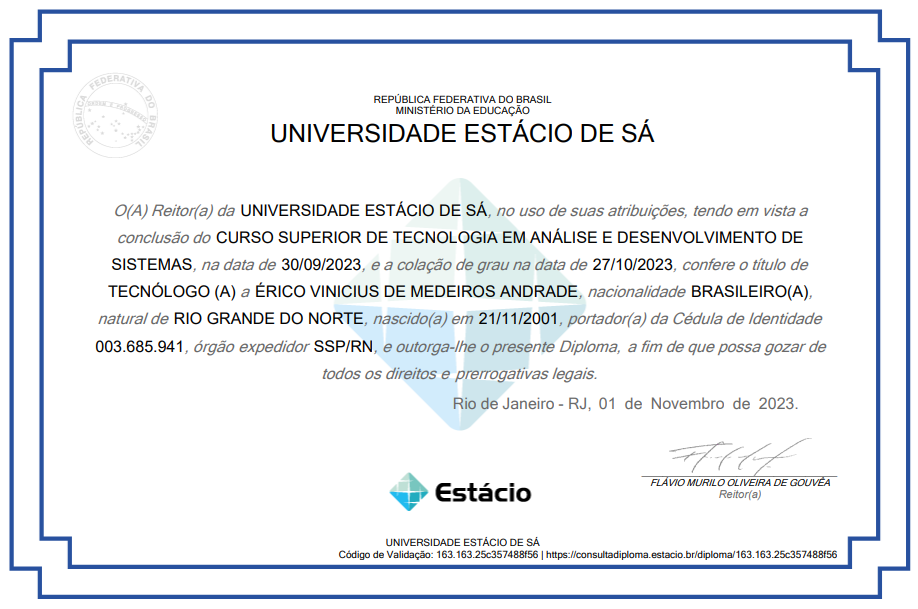 REPÚBLICA FEDERATIVA DO BRASIL
REPÚBLICA FEDERATIVA DO BRASIL
MINISTÉRIO DA EDUCAÇÃO
UNIVERSIDADE ESTÁCIO DE SÁ
O(A) Reitor(a) da UNIVERSIDADE ESTÁCIO DE SÁ, no uso de suas atribuições, tendo em vista a
conclusão do CURSO SUPERIOR DE TECNOLOGIA EM ANÁLISE E DESENVOLVIMENTO DE
SISTEMAS, na data de 30/09/2023, e a colação de grau na data de 27/10/2023, confere o título de
TECNÓLOGO (A) a ÉRICO VINICIUS DE MEDEIROS ANDRADE, nacionalidade BRASILEIRO(A),
natural de RIO GRANDE DO NORTE, nascido(a) em 21/11/2001, portador(a) da Cédula de Identidade
003.685.941, órgão expedidor SSP/RN, e outorga-lhe o presente Diploma, a fim de que possa gozar de
todos os direitos e prerrogativas legais.
Rio de Janeiro - RJ, 01 de Novembro de 2023.
FLÁVIO MURILO OLIVEIRA DE GOUVÊA
Reitor(a)
Estácio
UNIVERSIDADE ESTÁCIO DE SÁ
Código de Validação: 163.163.25c357488f56 | https://consultadiploma.estacio.br/diploma/163.163.25c357488f56